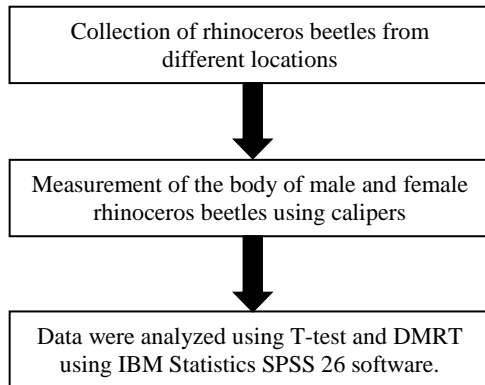 Collection of rhinoceros beetles from
different locations
Measurement of the body of male and female
rhinoceros beetles using calipers
Data were analyzed using T-test and DMRT
using IBM Statistics SPSS 26 software.